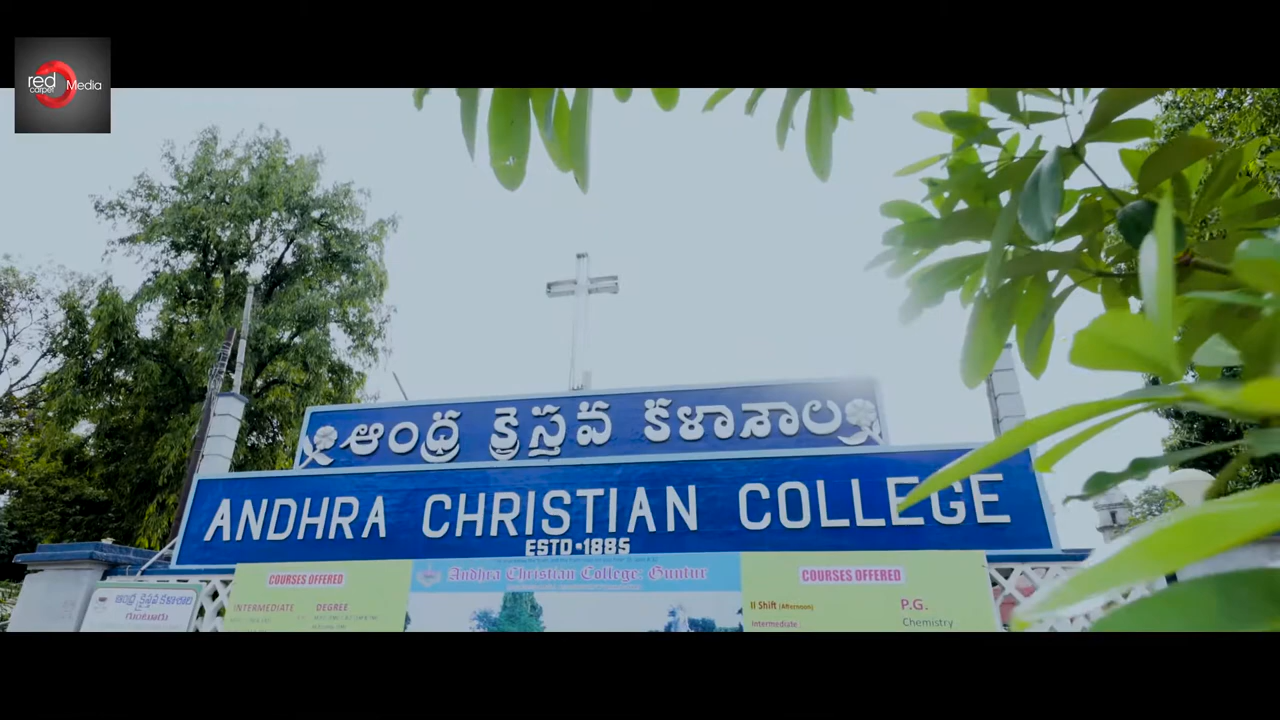 red
carpet
Media
ఆంధ్ర క్రైస్తవ కళాశాల
ANDHRA CHRISTIAN COLLEGE
ESTD-1885
Andhra Christian College: Guntur
COURSES OFFERED
INTERMEDIATE DEGREE
COURSES OFFERED
II Shift (Afternoon)
Intermediate
P.G.
Chemistry
ఆంధ్ర క్రైస్తవ కళాశాల
గుంటూరు